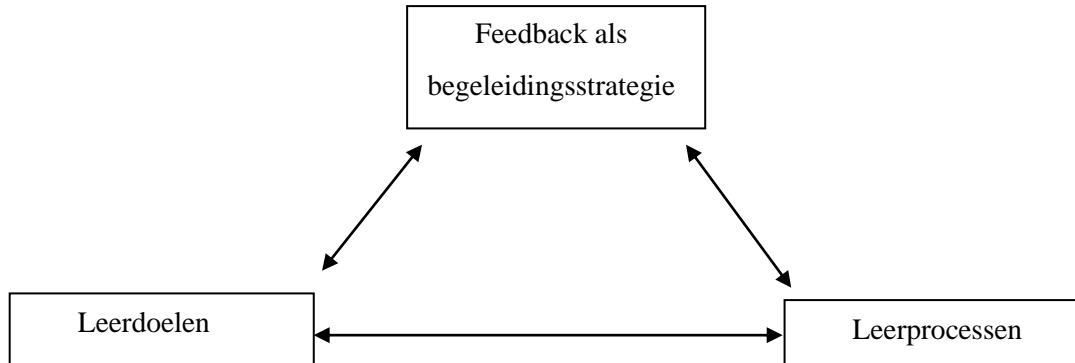 Feedback als
begeleidingsstrategie
Leerdoelen
Leerprocessen